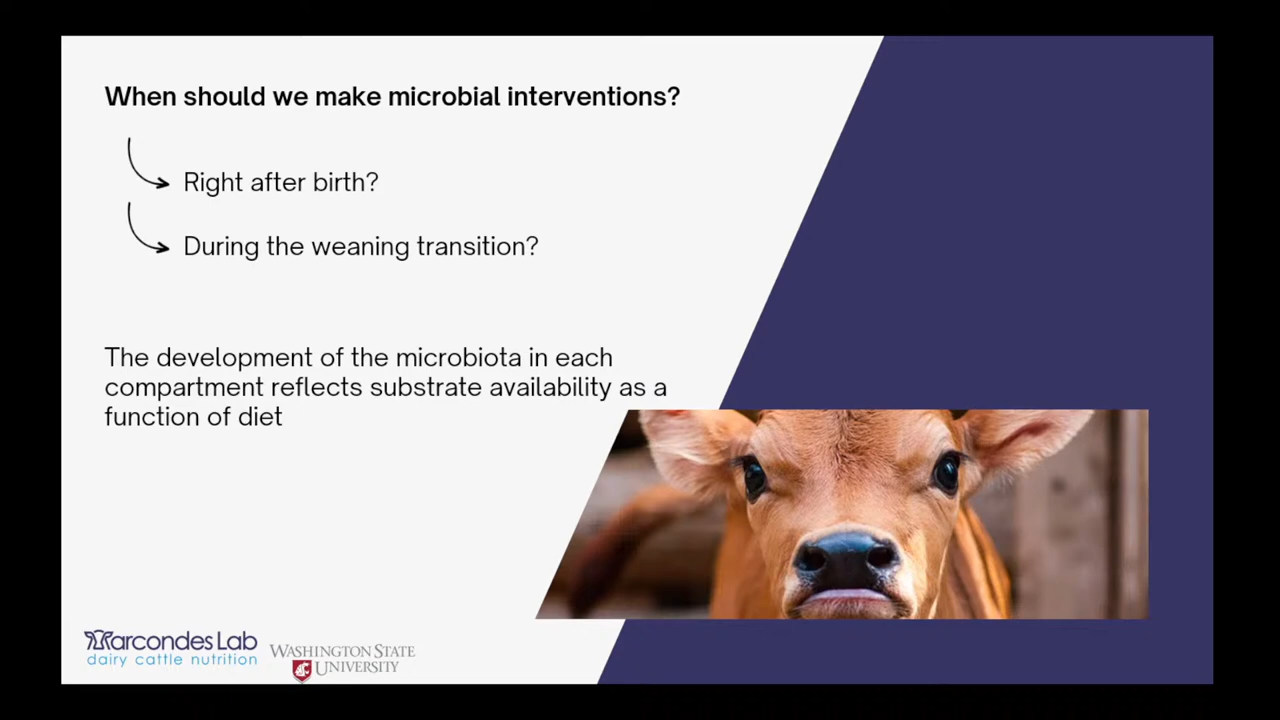 When should we make microbial interventions?
Right after birth?
During the weaning transition?
The development of the microbiota in each
compartment reflects substrate availability as a
function of diet
Marcondes Lab
dairy cattle nutrition
WASHINGTON STATE
UNIVERSITY